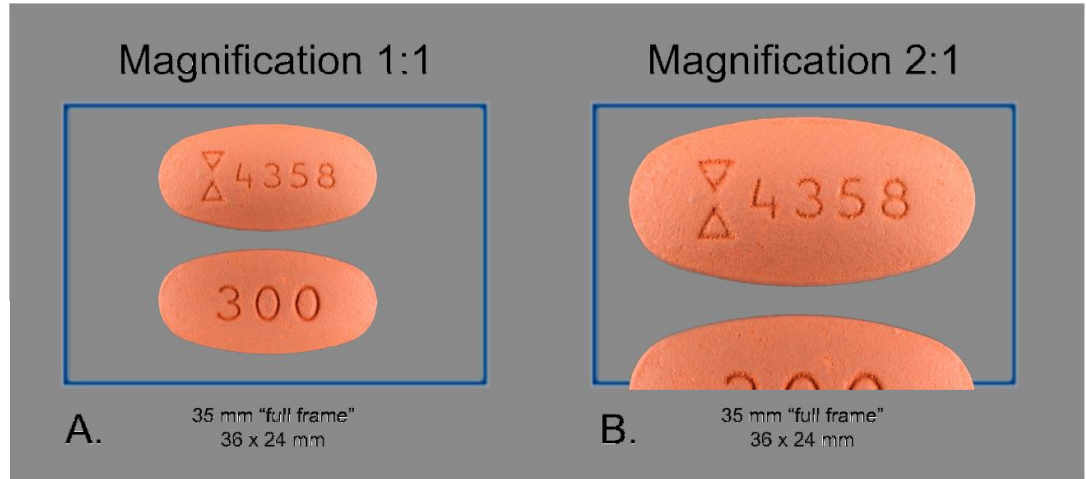 Magnification 1:1
4358
300
A.
35 mm “full frame”
36 x 24 mm
Magnification 2:1
4358
300
B.
35 mm “full frame”
36 x 24 mm